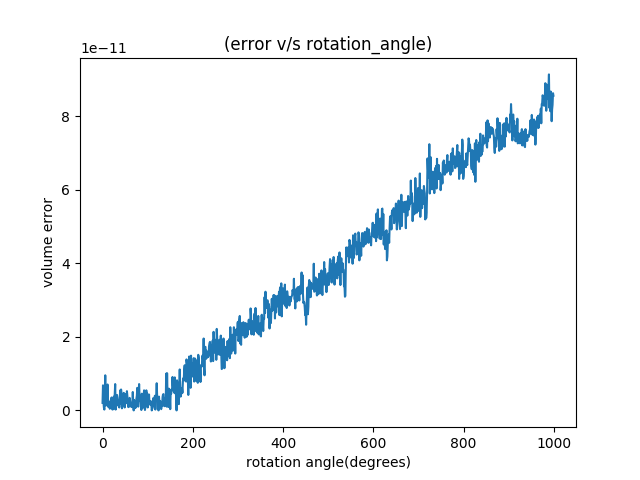 (error v/s rotation_angle)
1e−11
8
6
4
2
0
volume error
0 200 400 600 800 1000
rotation angle(degrees)